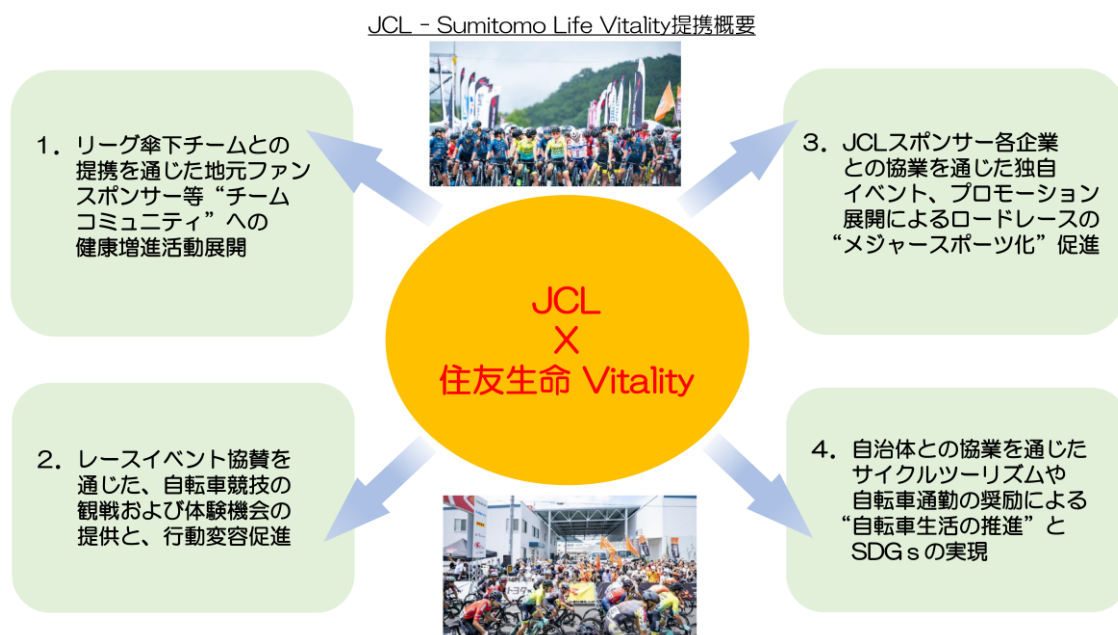 JCL - Sumitomo Life Vitality提携概要
1. リーグ傘下チームとの
提携を通じた地元ファン
スポンサー等“チーム
コミュニティ”への
健康増進活動展開
2. レースイベント協賛を
通じた、自転車競技の
観戦および体験機会の
提供と、行動変容促進
JCL
X
住友生命 Vitality
3. JCLスポンサー各企業
との協業を通じた独自
イベント、プロモーション
展開によるロードレースの
“メジャースポーツ化”促進
4. 自治体との協業を通じた
サイクルツーリズムや
自転車通勤の奨励による
“自転車生活の推進”と
SDGsの実現
トヨタ